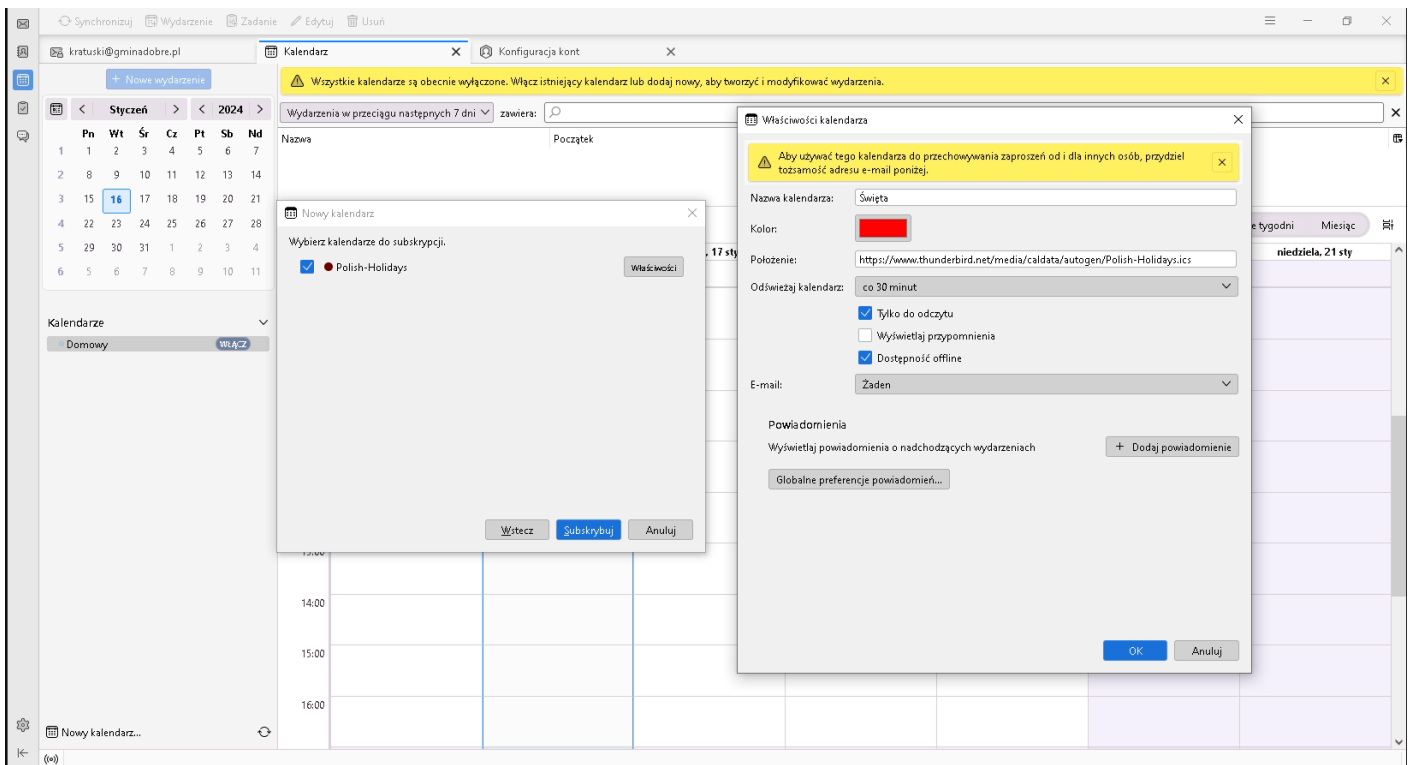 Synchronizuj Wydarzenie Zadanie Edytuj Usuń
kratuski@gminadobre.pl Kalendarz Konfiguracja kont
+ Nowe wydarzenie
Wszystkie kalendarze są obecnie wyłączone. Włącz istniejący kalendarz lub dodaj nowy, aby tworzyć i modyfikować wydarzenia.
Styczeń 2024
Pn Wt Śr Cz Pt Sb Nd
1 1 2 3 4 5 6 7
2 8 9 10 11 12 13 14
3 15 16 17 18 19 20 21
4 22 23 24 25 26 27 28
5 29 30 31 1 2 3 4
6 5 6 7 8 9 10 11
Kalendarze
Domowy WŁĄCZ
Nowy kalendarz...
Wydarzenia w przeciągu następnych 7 dni zawiera:
Nazwa Początek
Nowy kalendarz
Wybierz kalendarze do subskrypcji.
Polish-Holidays Właściwości
Wstecz Subskrybuj Anuluj
, 17 sty
Właściwości kalendarza
Aby używać tego kalendarza do przechowywania zaproszeń od i dla innych osób, przydziel
tożsamość adresu e-mail poniżej.
Nazwa kalendarza: Święta
Kolor:
Położenie: https://www.thunderbird.net/media/caldata/autogen/Polish-Holidays.ics
Odświeżaj kalendarz: co 30 minut
Tylko do odczytu
Wyświetlaj przypomnienia
Dostępność offline
E-mail: Żaden
Powiadomienia
Wyświetlaj powiadomienia o nadchodzących wydarzeniach + Dodaj powiadomienie
Globalne preferencje powiadomień...
OK Anuluj
e tygodni Miesiąc
niedziela, 21 sty
14:00
15:00
16:00